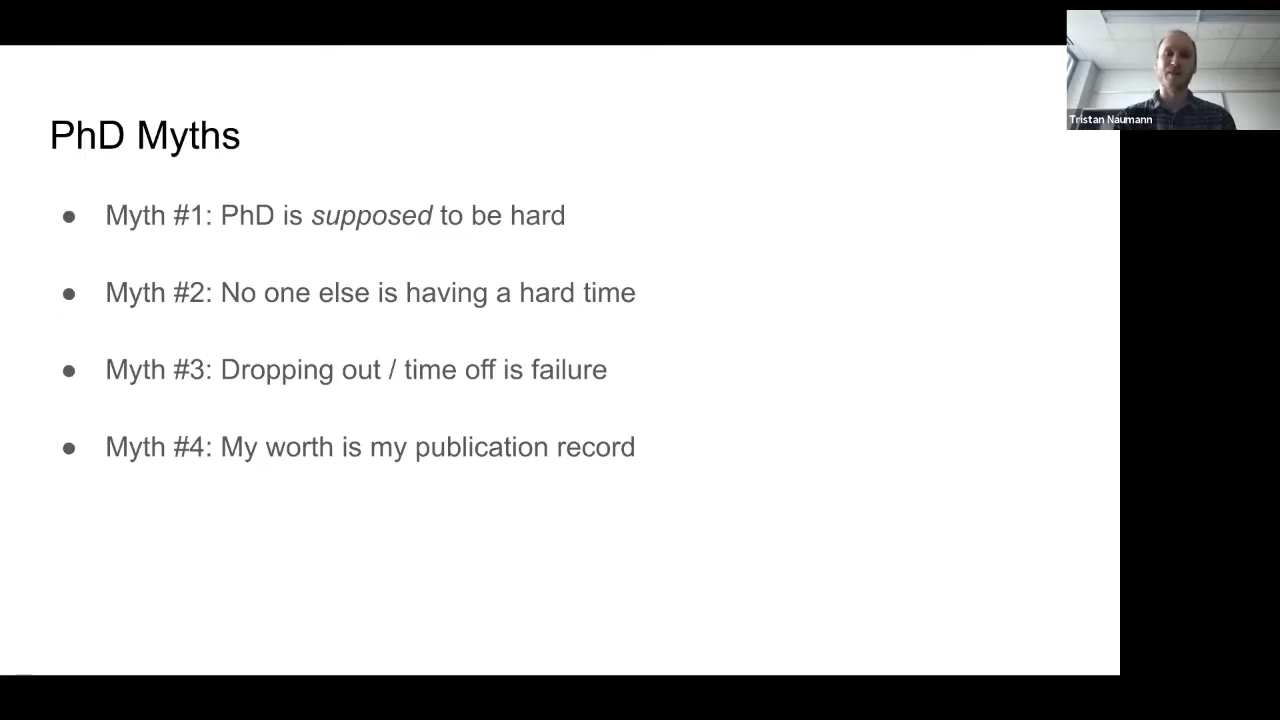 PhD Myths
● Myth #1: PhD is supposed to be hard
● Myth #2: No one else is having a hard time
● Myth #3: Dropping out / time off is failure
● Myth #4: My worth is my publication record
Tristan Naumann